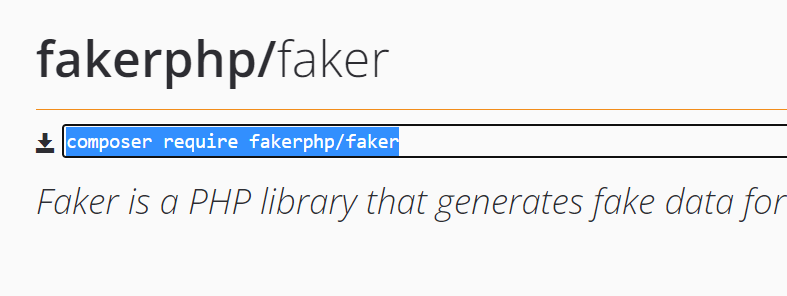 fakerphp/faker
composer require fakerphp/faker
Faker is a PHP library that generates fake data for